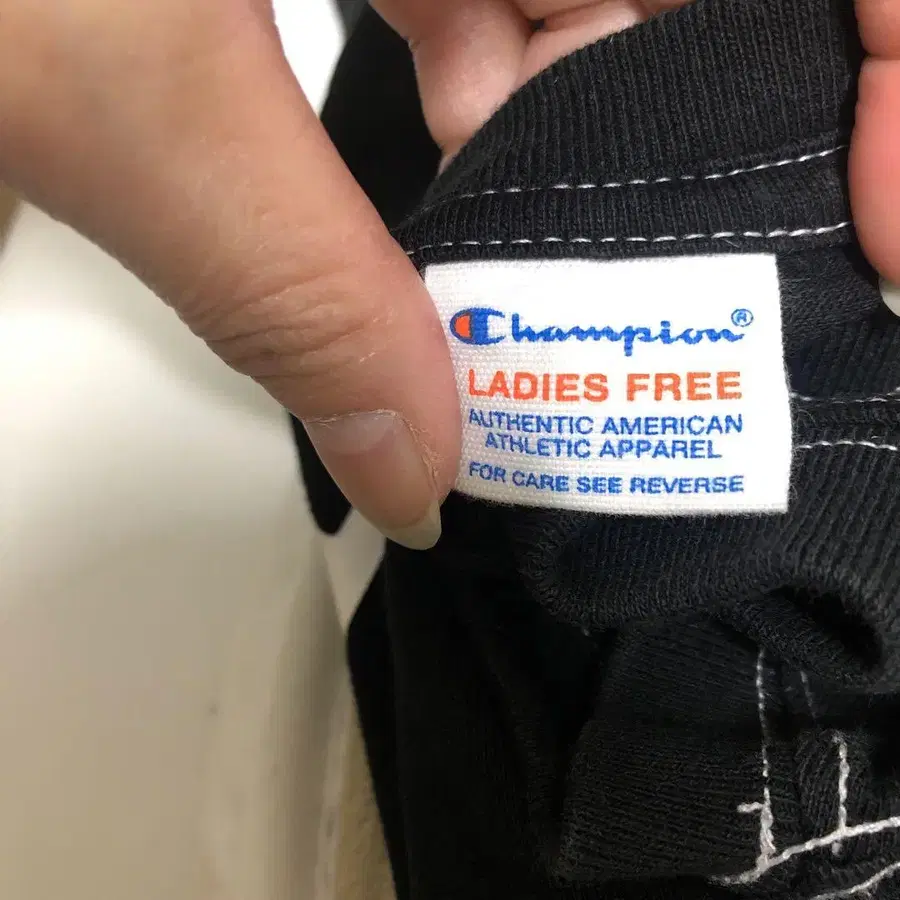 Champion®
LADIES FREE
AUTHENTIC AMERICAN
ATHLETIC APPAREL
FOR CARE SEE REVERSE